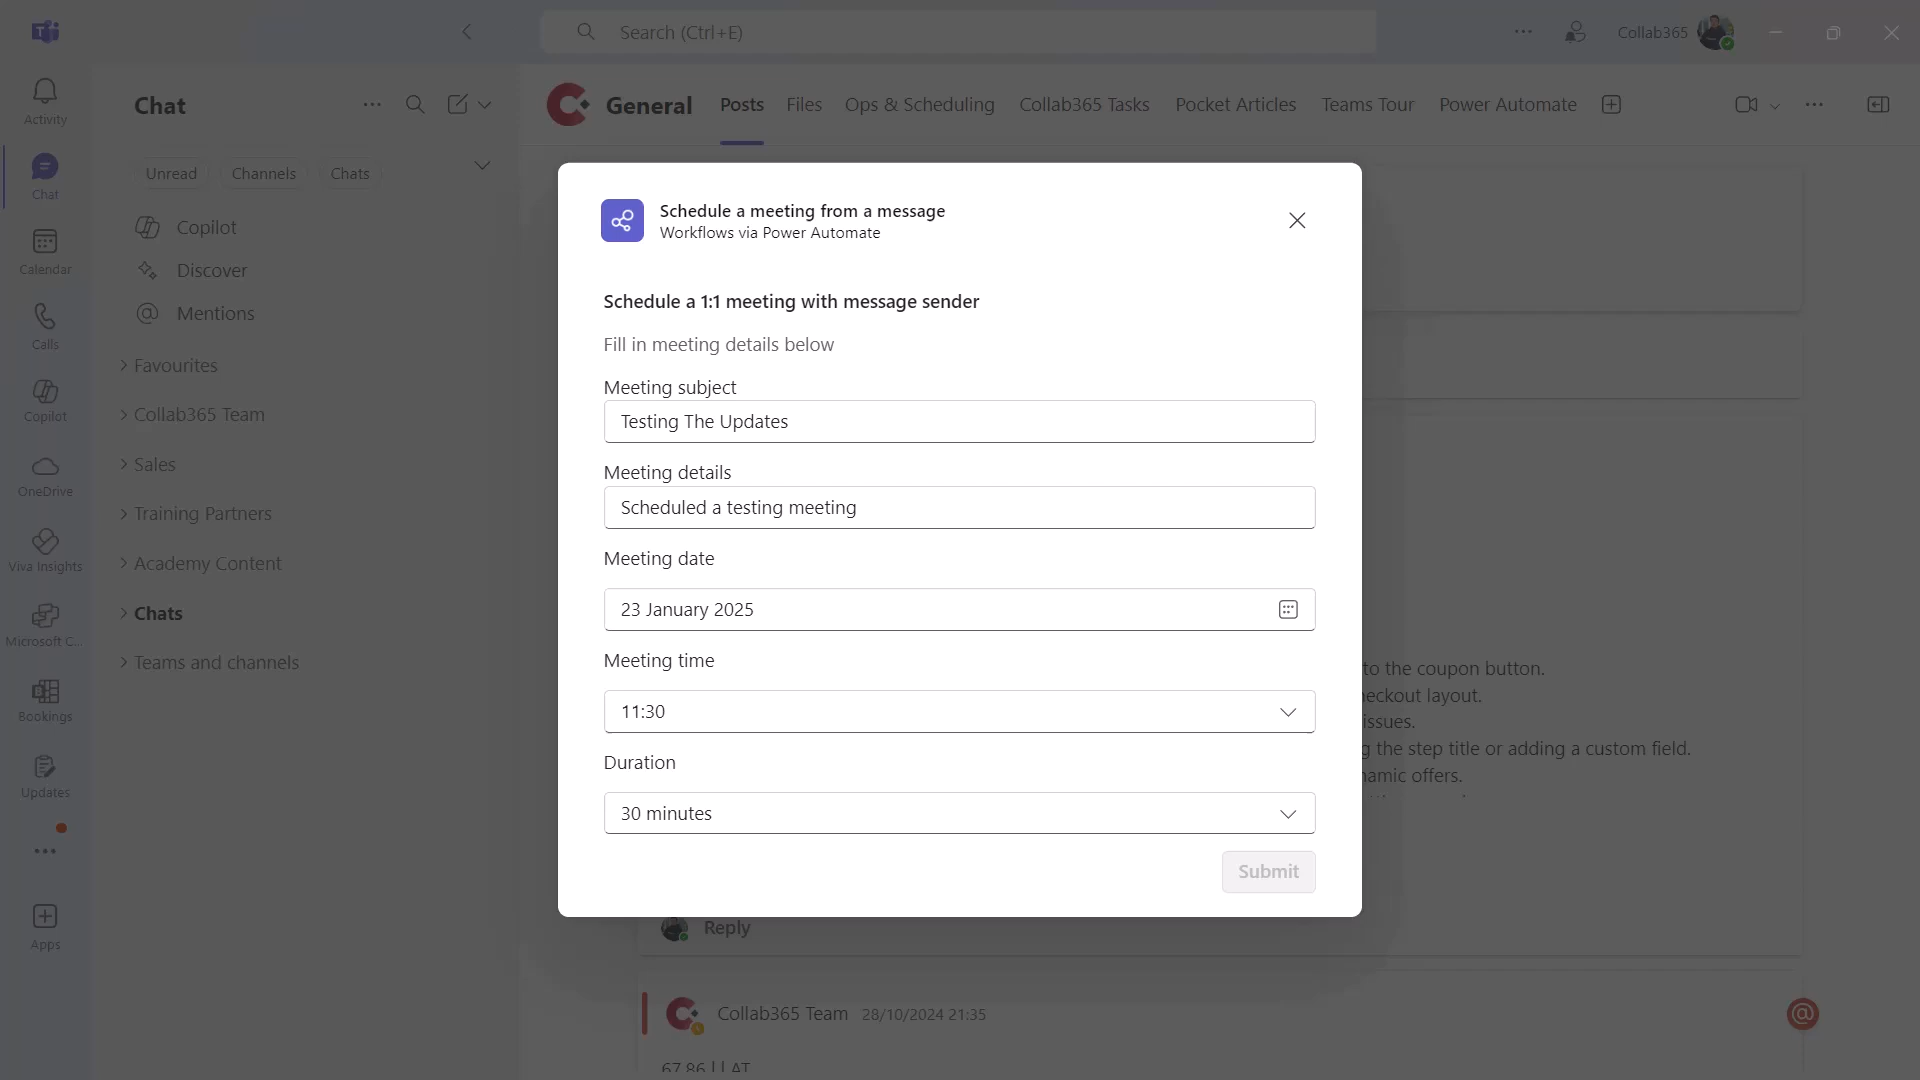 Search (Ctrl+E)
Collab365
Activity
Chat
Calendar
Calls
Copilot
OneDrive
Viva Insights
Microsoft C...
Bookings
Updates
Apps
Chat
Unread
Channels
Chats
Copilot
Discover
Mentions
Favourites
Collab365 Team
Sales
Training Partners
Academy Content
Chats
Teams and channels
General
Posts
Files
Ops & Scheduling
Collab365 Tasks
Pocket Articles
Teams Tour
Power Automate
Schedule a meeting from a message
Workflows via Power Automate
Schedule a 1:1 meeting with message sender
Fill in meeting details below
Meeting subject
Testing The Updates
Meeting details
Scheduled a testing meeting
Meeting date
23 January 2025
Meeting time
11:30
Duration
30 minutes
Submit
to the coupon button.
heckout layout.
issues.
g the step title or adding a custom field.
namic offers.
Reply
Collab365 Team 28/10/2024 21:35